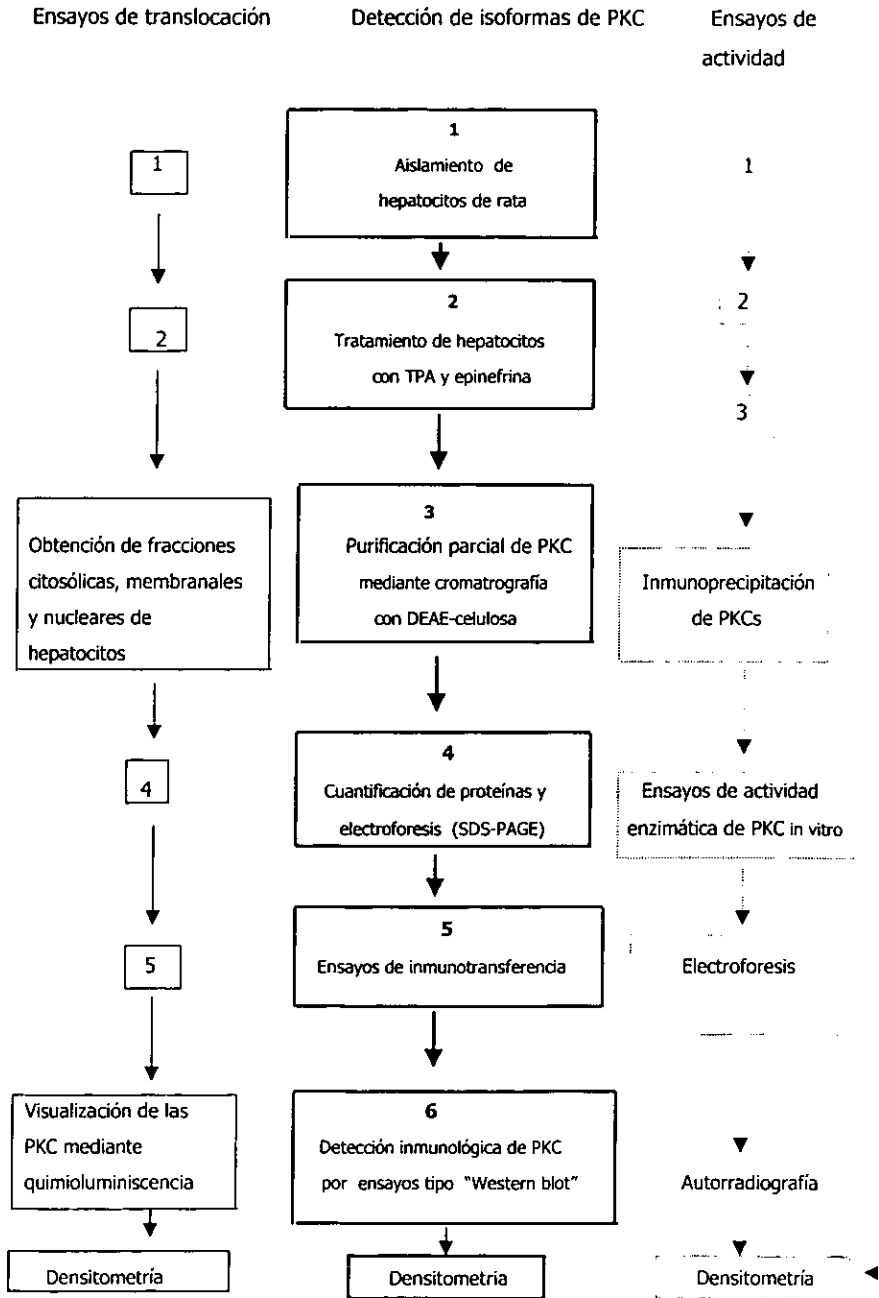 Ensayos de translocación
Detección de isoformas de PKC
Ensayos de
actividad
1
1
Aislamiento de
hepatocitos de rata
1
2
2
Tratamiento de hepatocitos
con TPA y epinefrina
2
3
Obtención de fracciones
citosólicas, membranales
y nucleares de
hepatocitos
3
Purificación parcial de PKC
mediante cromatrografía
con DEAE-celulosa
Inmunoprecipitación
de PKCs
4
4
Cuantificación de proteínas y
electroforesis (SDS-PAGE)
Ensayos de actividad
enzimática de PKC in vitro
5
5
Ensayos de inmunotransferencia
Electroforesis
Visualización de las
PKC mediante
quimioluminiscencia
6
Detección inmunológica de PKC
por ensayos tipo "Western blot"
Autorradiografía
Densitometría
Densitometria
Densitometría